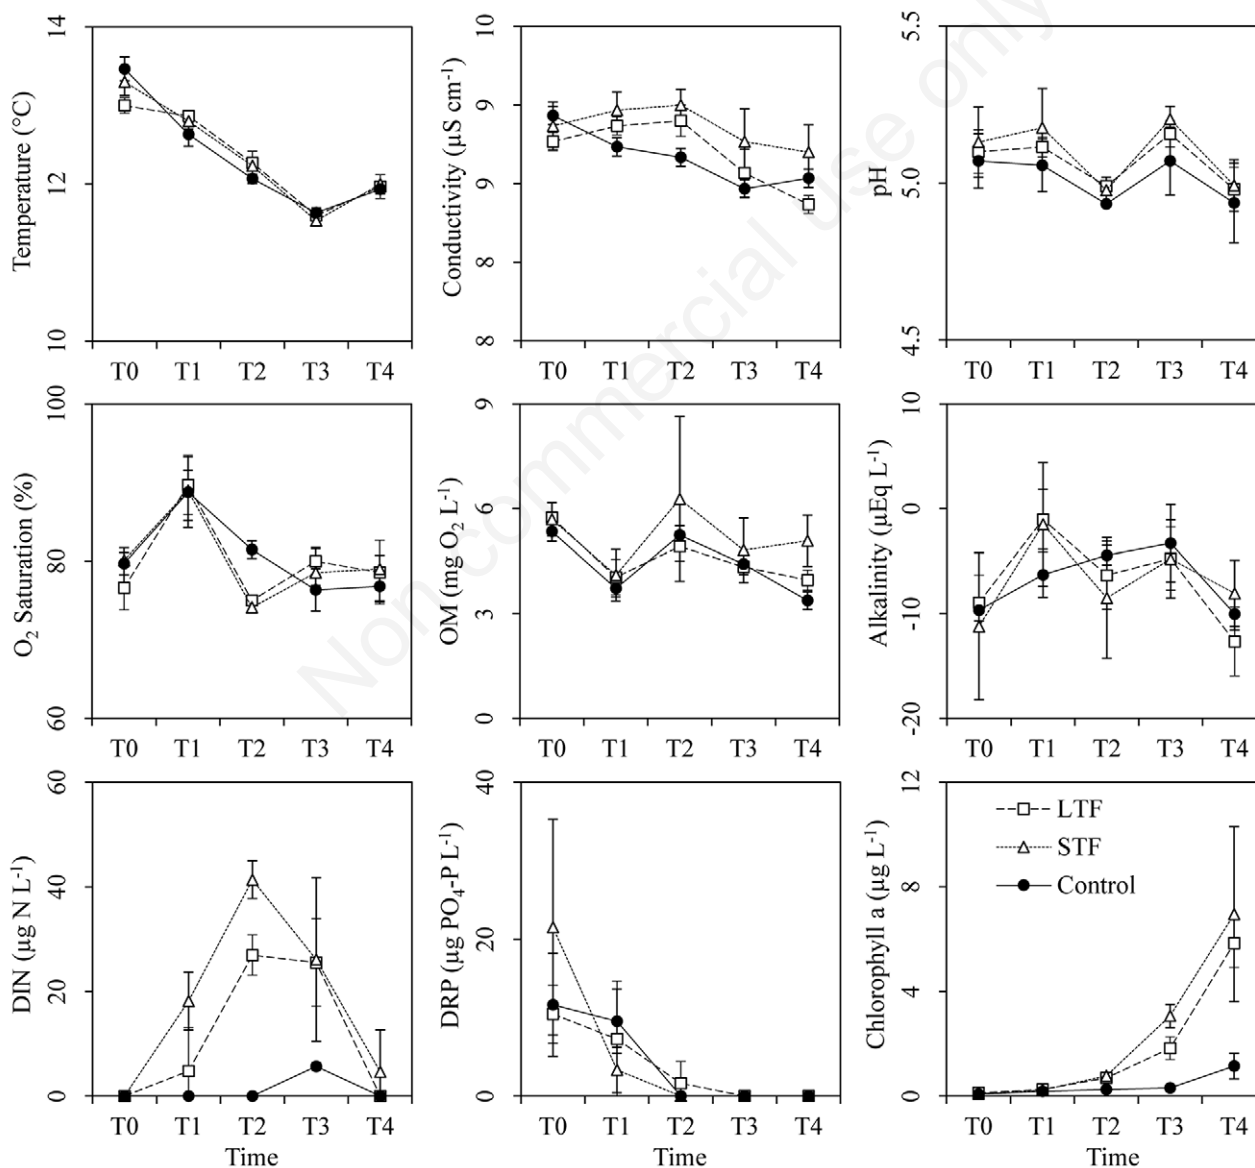 Temperature (°C)
14
12
10
T0 T1 T2 T3 T4
Conductivity (µS cm⁻¹)
10
9
9
8
8
T0 T1 T2 T3 T4
pH
5.5
5.0
4.5
T0 T1 T2 T3 T4
O₂ Saturation (%)
100
80
60
T0 T1 T2 T3 T4
OM (mg O₂ L⁻¹)
9
6
3
0
T0 T1 T2 T3 T4
Alkalinity (µEq L⁻¹)
10
0
-10
-20
T0 T1 T2 T3 T4
DIN (µg N L⁻¹)
60
40
20
0
T0 T1 T2 T3 T4
Time
DRP (µg PO₄-P L⁻¹)
40
20
0
T0 T1 T2 T3 T4
Time
Chlorophyll a (µg L⁻¹)
12
8
4
0
LTF
STF
Control
T0 T1 T2 T3 T4
Time
Non-commercial use only